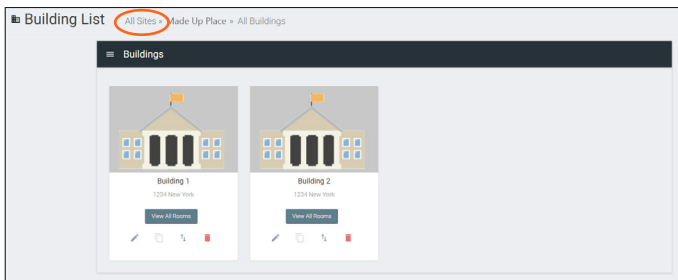 Building List All Sites » Made Up Place » All Buildings
Buildings
Building 1 Building 2
1234 New York 1234 New York
View All Rooms View All Rooms